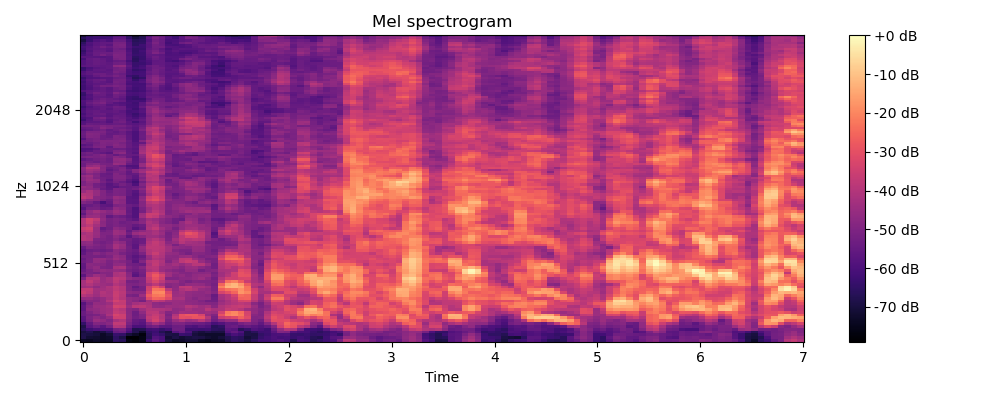 Mel spectrogram
+0 dB
-10 dB
2048
-20 dB
-30 dB
Hz
1024
-40 dB
-50 dB
512
-60 dB
-70 dB
0
0 1 2 3 4 5 6 7
Time